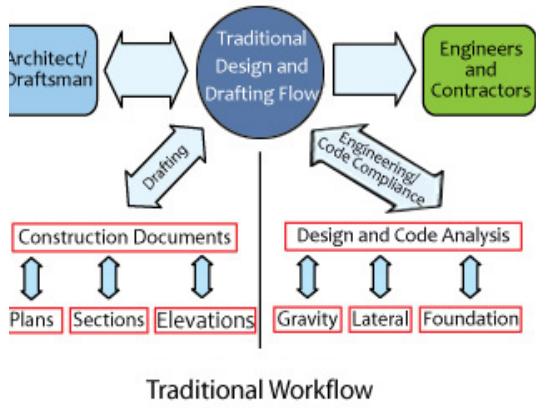 Architect/
Draftsman
Traditional
Design and
Drafting Flow
Engineers
and
Contractors
Drafting
Engineering/
Code Compliance
Construction Documents
Design and Code Analysis
Plans
Sections
Elevations
Gravity
Lateral
Foundation
Traditional Workflow